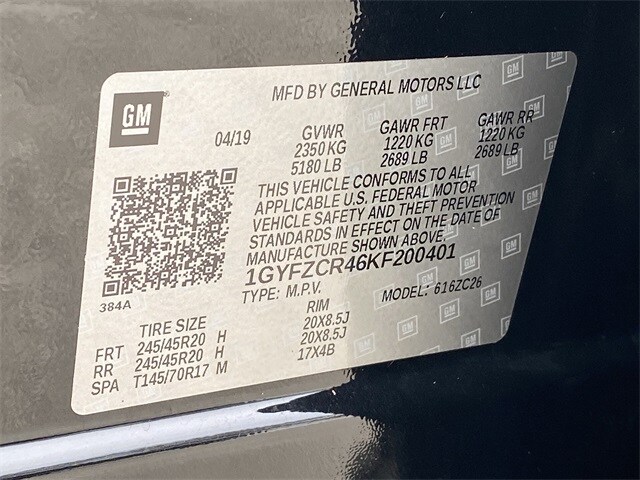 GM
MFD BY GENERAL MOTORS LLC
04/19 GVWR GAWR FRT GAWR RR
2350 KG 1220 KG 1220 KG
5180 LB 2689 LB 2689 LB
THIS VEHICLE CONFORMS TO ALL
APPLICABLE U.S. FEDERAL MOTOR
VEHICLE SAFETY AND THEFT PREVENTION
STANDARDS IN EFFECT ON THE DATE OF
MANUFACTURE SHOWN ABOVE.
1GYFZCR46KF200401
TYPE: M.P.V. MODEL: 616ZC26
384A
TIRE SIZE RIM
FRT 245/45R20 H 20X8.5J
RR 245/45R20 H 20X8.5J
SPA T145/70R17 M 17X4B